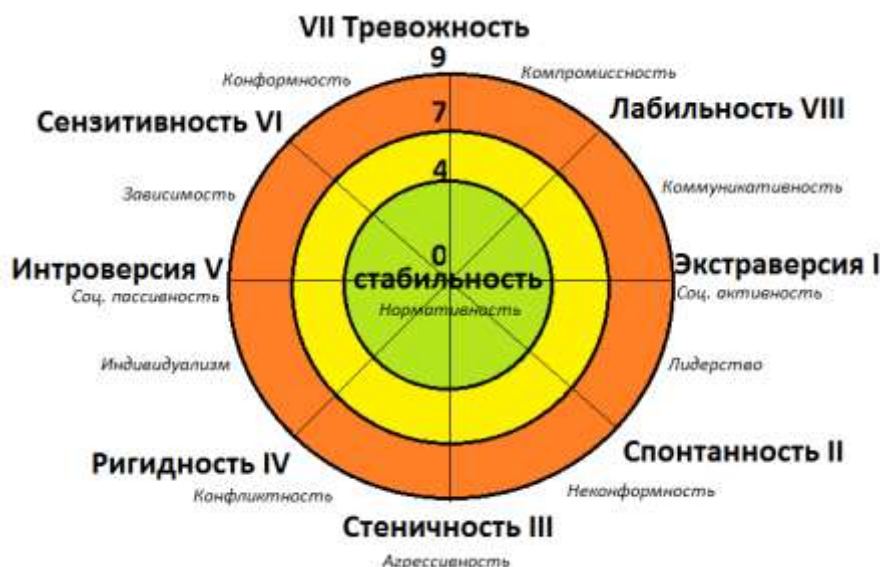 VII Тревожность
9
Конформность
Компромиссность
7
Сензитивность VI
Лабильность VIII
4
Зависимость
Коммуникативность
0
Интроверсия V
стабильность
Экстраверсия I
Соц. пассивность
Нормативность
Соц. активность
Индивидуализм
Лидерство
Ригидность IV
Спонтанность II
Конфликтность
Неконформность
Стеничность III
Агрессивность